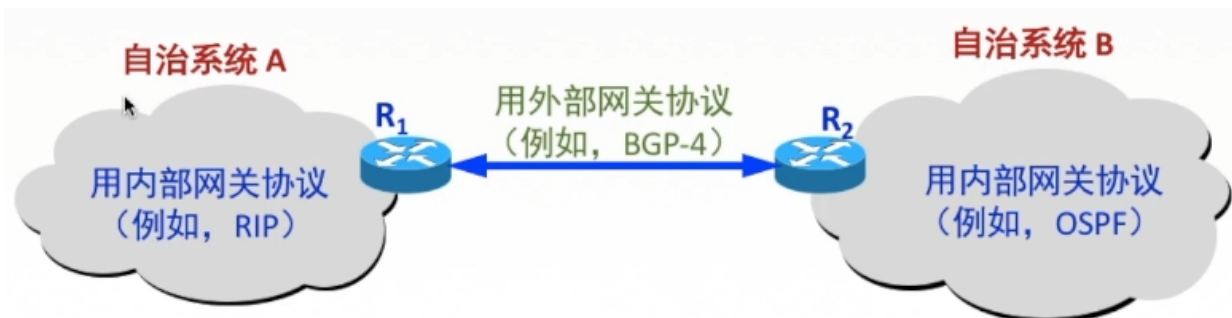 自治系统 A
自治系统 B
R1
用外部网关协议
（例如，BGP-4）
R2
用内部网关协议
（例如，RIP）
用内部网关协议
（例如，OSPF）